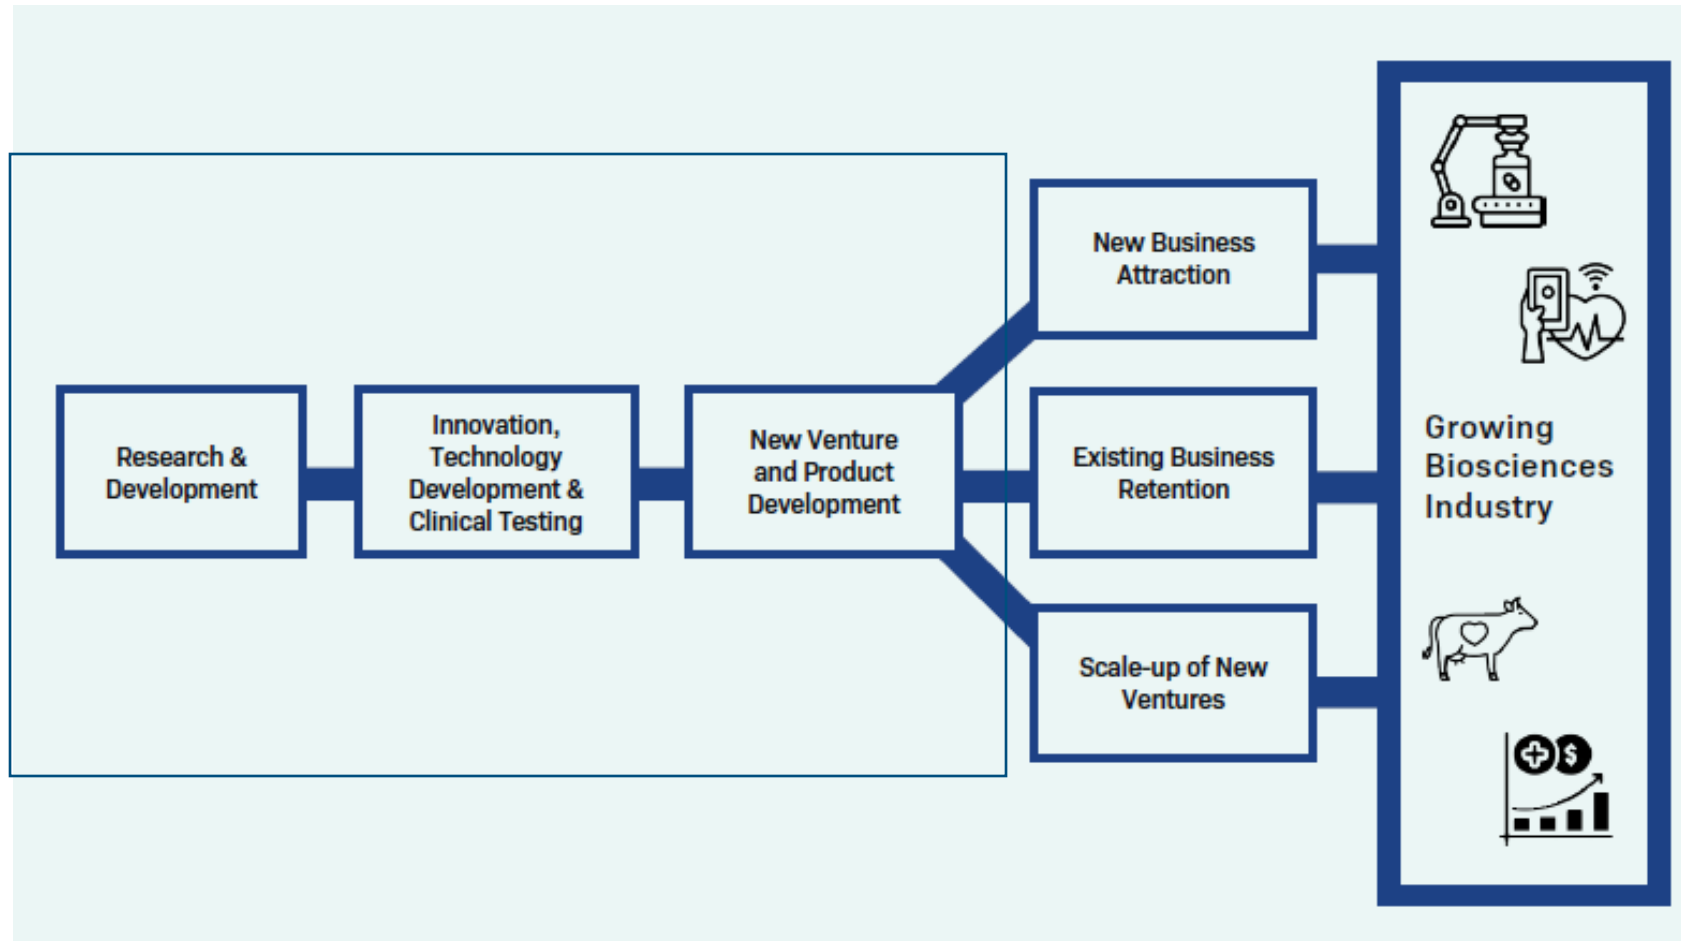 Research &
Development
Innovation,
Technology
Development &
Clinical Testing
New Venture
and Product
Development
New Business
Attraction
Existing Business
Retention
Scale-up of New
Ventures
Growing
Biosciences
Industry
$